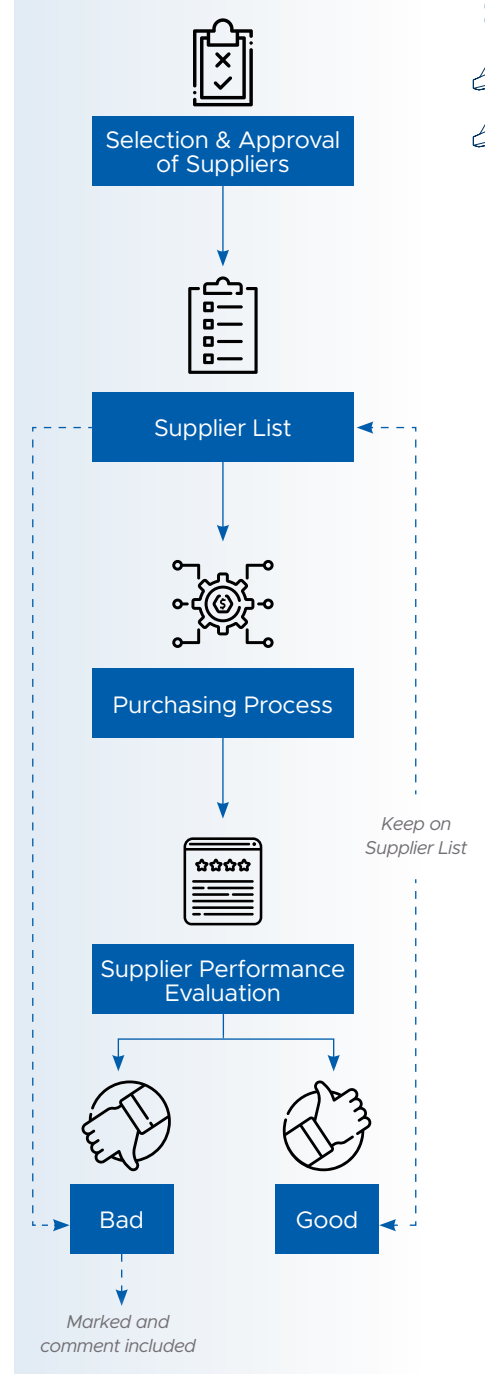 Selection & Approval
of Suppliers
Supplier List
Purchasing Process
Keep on
Supplier List
Supplier Performance
Evaluation
Bad
Good
Marked and
comment included